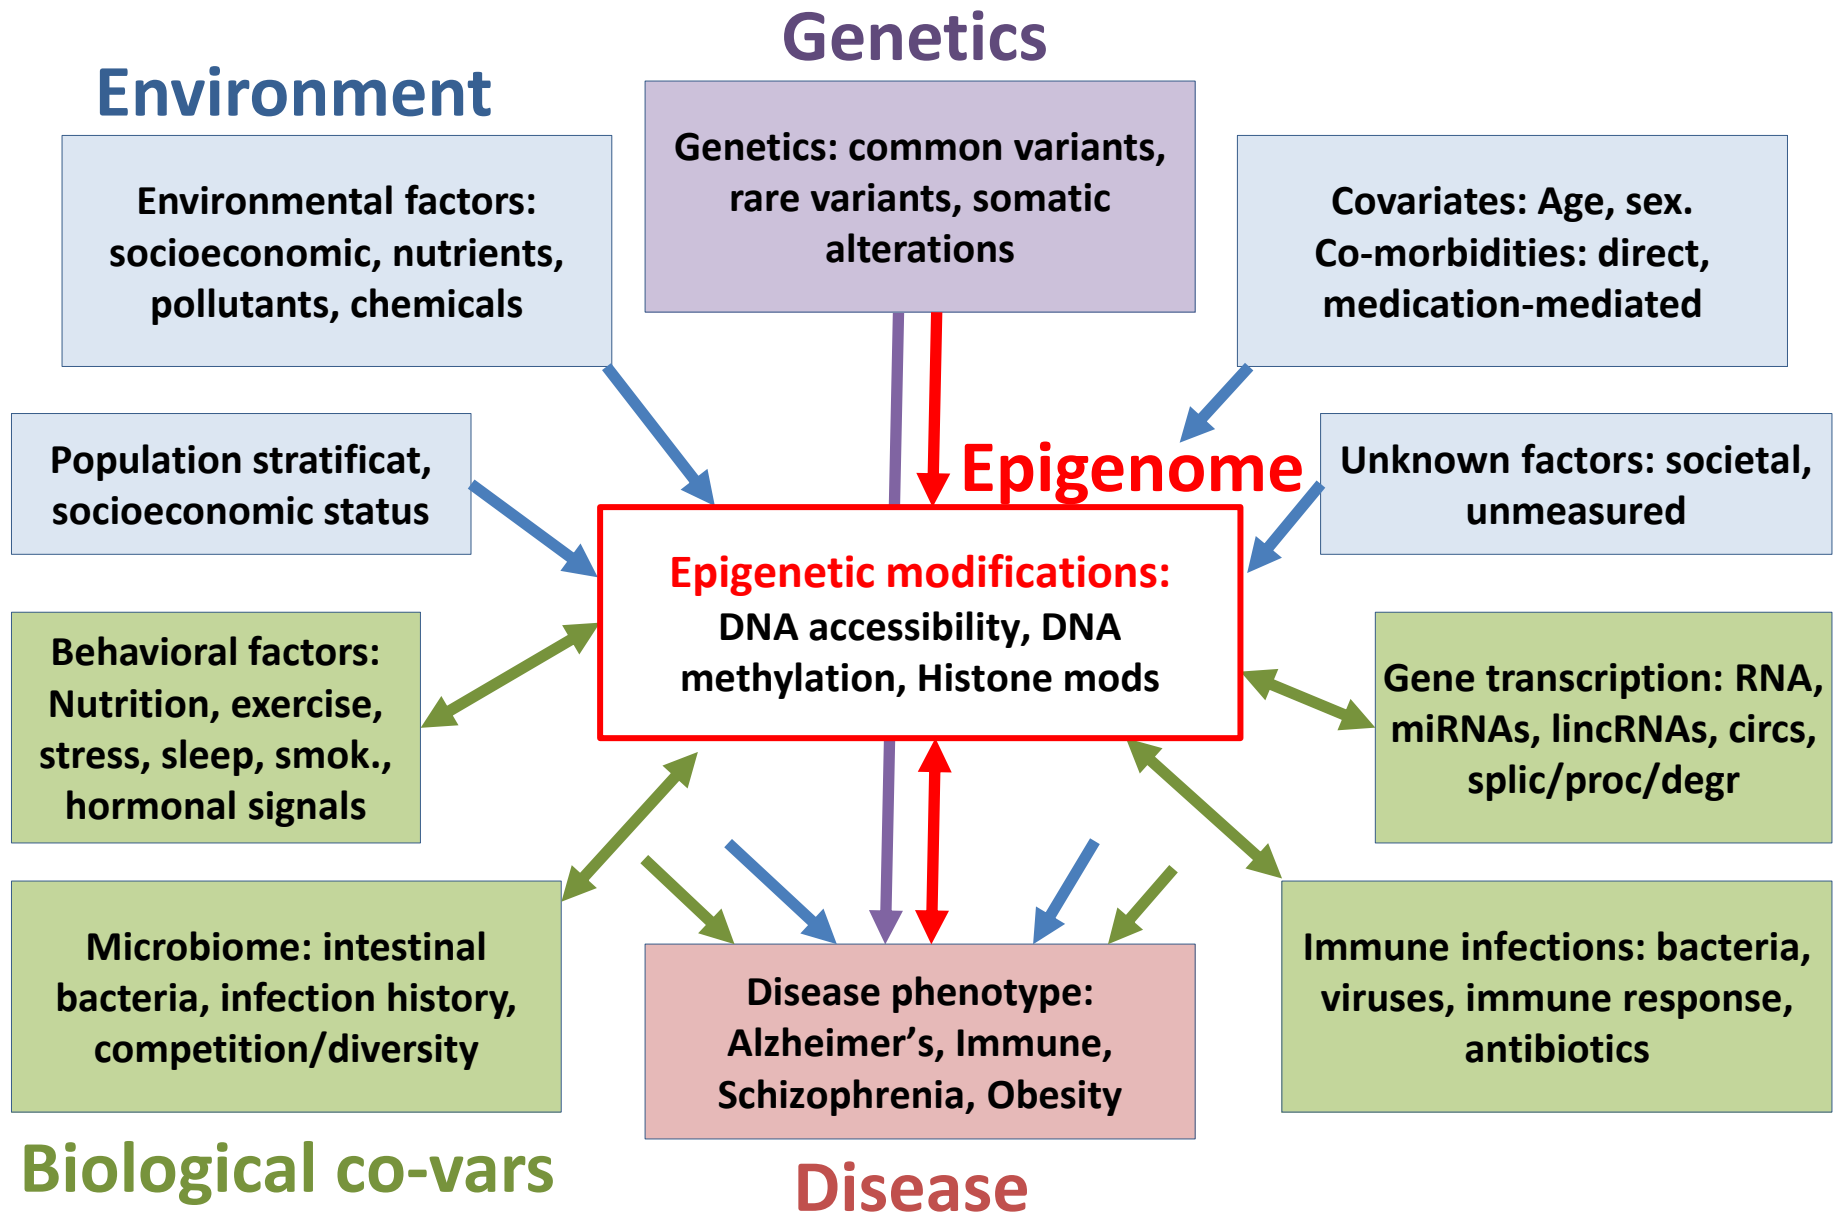 Genetics
Environment
Genetics: common variants,
rare variants, somatic
alterations
Environmental factors:
socioeconomic, nutrients,
pollutants, chemicals
Covariates: Age, sex.
Co-morbidities: direct,
medication-mediated
Population stratificat,
socioeconomic status
Epigenome
Unknown factors: societal,
unmeasured
Epigenetic modifications:
DNA accessibility, DNA
methylation, Histone mods
Behavioral factors:
Nutrition, exercise,
stress, sleep, smok.,
hormonal signals
Gene transcription: RNA,
miRNAs, lincRNAs, circs,
splic/proc/degr
Microbiome: intestinal
bacteria, infection history,
competition/diversity
Disease phenotype:
Alzheimer’s, Immune,
Schizophrenia, Obesity
Immune infections: bacteria,
viruses, immune response,
antibiotics
Biological co-vars
Disease